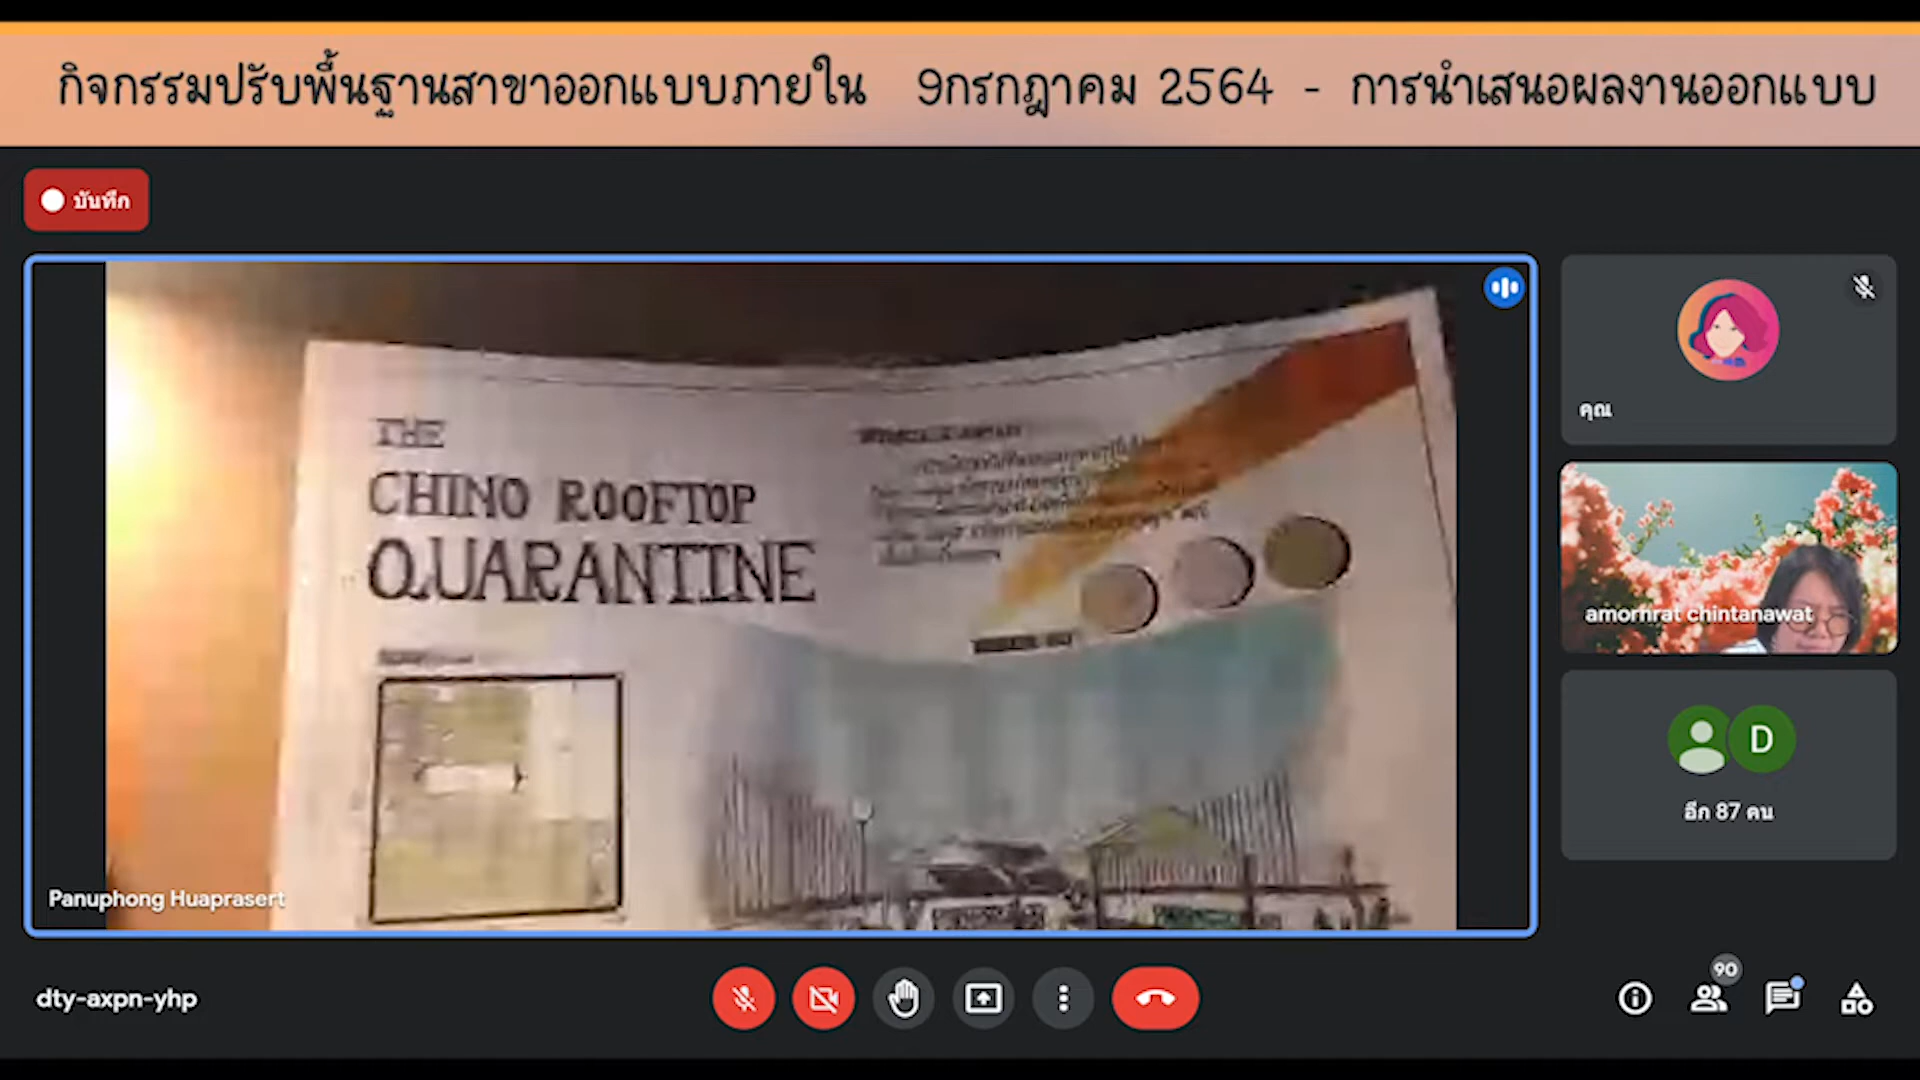 กิจกรรมปรับพื้นฐานสาขาออกแบบภายใน 9กรกฎาคม 2564 - การนำเสนอผลงานออกแบบ
บันทึก
THE
CHINO ROOFTOP
QUARANTINE
Panuphong Huaprasert
คุณ
amornrat chintanawat
D
อีก 87 คน
dty-axpn-yhp
90